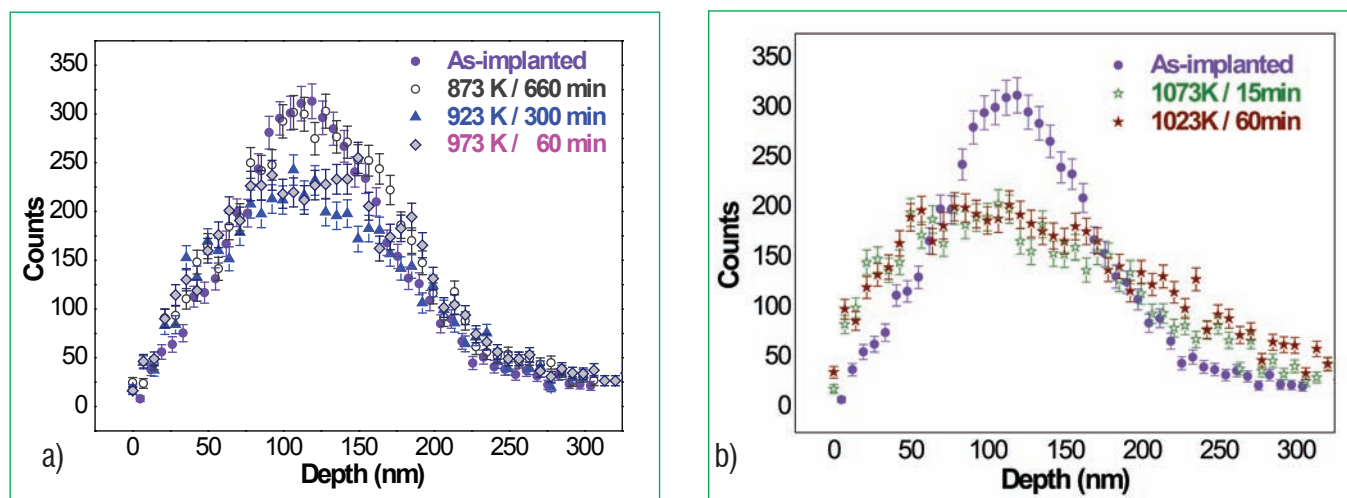 350
300
250
200
150
100
50
0
Counts
As-implanted
873 K / 660 min
923 K / 300 min
973 K / 60 min
0 50 100 150 200 250 300
Depth (nm)
a)
350
300
250
200
150
100
50
0
Counts
As-implanted
1073K / 15min
1023K / 60min
0 50 100 150 200 250 300
Depth (nm)
b)